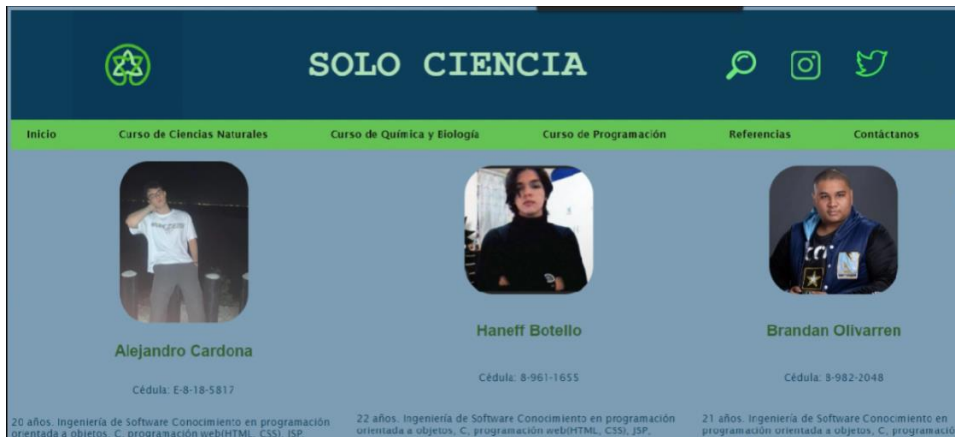 SOLO CIENCIA
Inicio Curso de Ciencias Naturales Curso de Química y Biología Curso de Programación Referencias Contáctanos
Alejandro Cardona
Cédula: E-8-18-5817
20 años. Ingeniería de Software Conocimiento en programación
orientada a objetos, C, programación web(HTML, CSS), JSP,
Haneff Botello
Cédula: 8-961-1655
22 años. Ingeniería de Software Conocimiento en programación
orientada a objetos, C, programación web(HTML, CSS), JSP,
Brandan Olivarren
Cédula: 8-982-2048
21 años. Ingeniería de Software Conocimiento en
programación orientada a objetos, C, programació